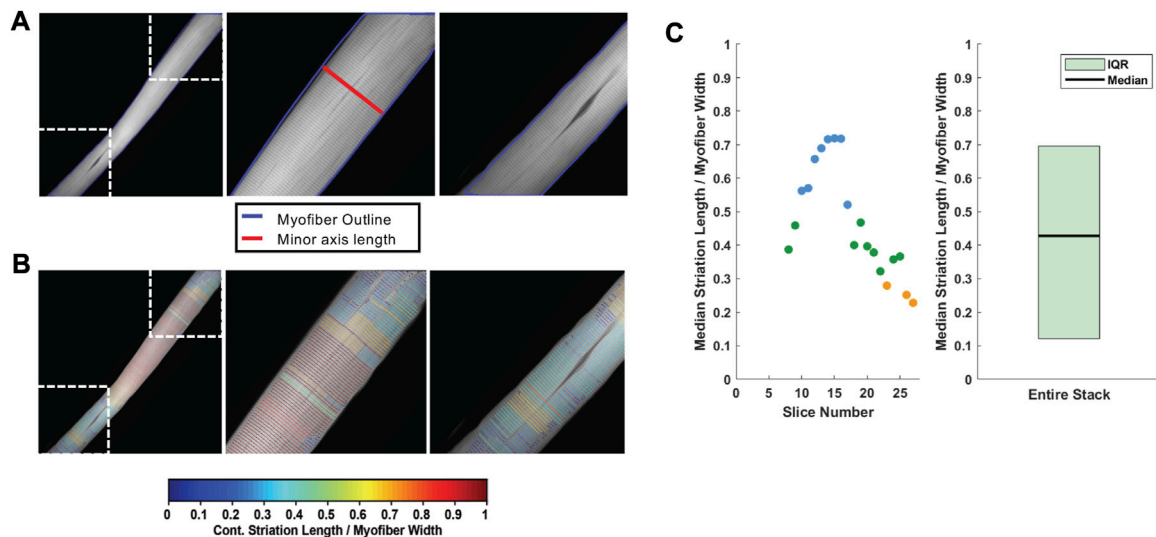 A
Myofiber Outline
Minor axis length
B
0 0.1 0.2 0.3 0.4 0.5 0.6 0.7 0.8 0.9 1
Cont. Striation Length / Myofiber Width
C
Median Striation Length / Myofiber Width
1
0.9
0.8
0.7
0.6
0.5
0.4
0.3
0.2
0.1
0
0 5 10 15 20 25
Slice Number
Median Striation Length / Myofiber Width
1
0.9
0.8
0.7
0.6
0.5
0.4
0.3
0.2
0.1
0
IQR
Median
Entire Stack